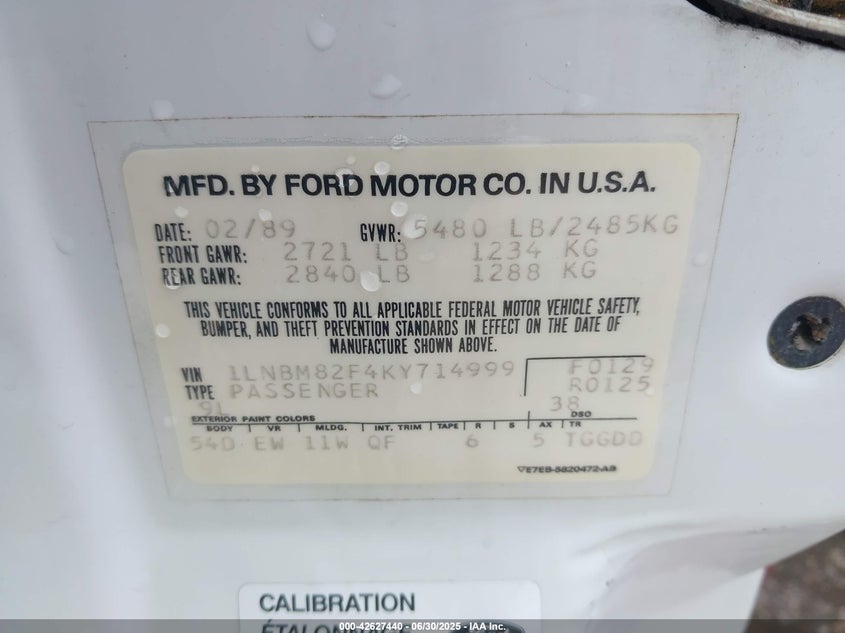 MFD. BY FORD MOTOR CO. IN U.S.A.
DATE: 02/89 GVWR: 5480 LB/2485KG
FRONT GAWR: 2721 LB 1234 KG
REAR GAWR: 2840 LB 1288 KG
THIS VEHICLE CONFORMS TO ALL APPLICABLE FEDERAL MOTOR VEHICLE SAFETY,
BUMPER, AND THEFT PREVENTION STANDARDS IN EFFECT ON THE DATE OF
MANUFACTURE SHOWN ABOVE.
VIN 1LNBM82F4KY714999 F0129
TYPE PASSENGER R0125
9L 38
EXTERIOR PAINT COLORS DSO
BODY VR MLDG. INT. TRIM TAPE R S AX TR
54D EW 11W QF 6 5 TGGDD
E7EB-5820472-AB
CALIBRATION
000-42627440 - 06/30/2025 - IAA Inc.